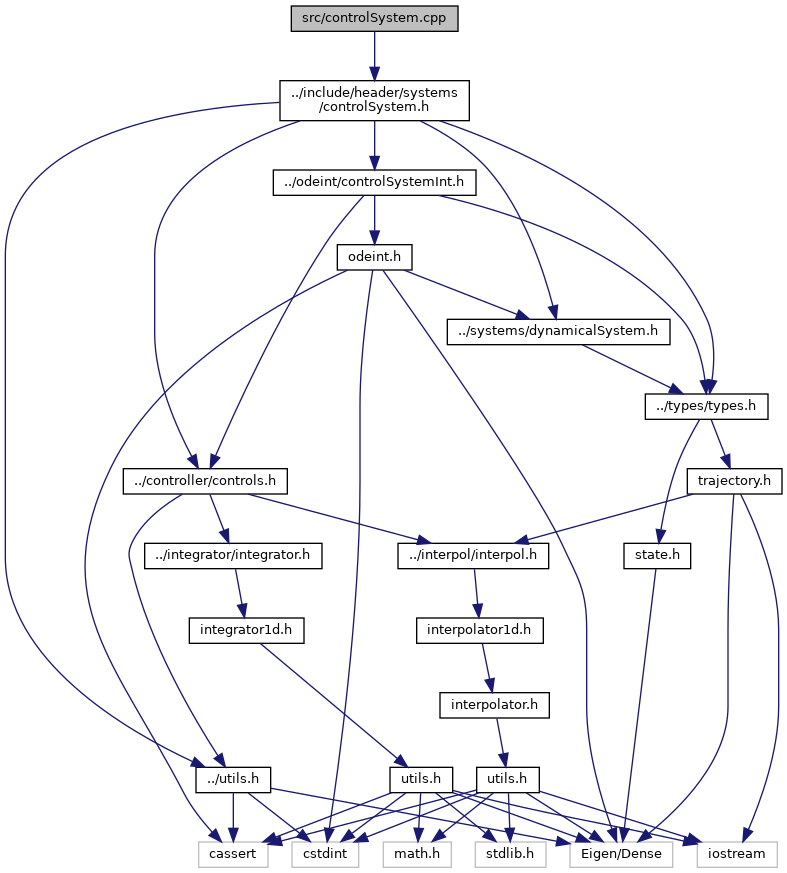 src/controlSystem.cpp
../include/header/systems
/controlSystem.h
../odeint/controlSystemInt.h
odeint.h
../systems/dynamicalSystem.h
../types/types.h
../controller/controls.h
trajectory.h
../integrator/integrator.h
../interpol/interpol.h
state.h
integrator1d.h
interpolator1d.h
interpolator.h
../utils.h
utils.h
utils.h
cassert
cstdint
math.h
stdlib.h
Eigen/Dense
iostream